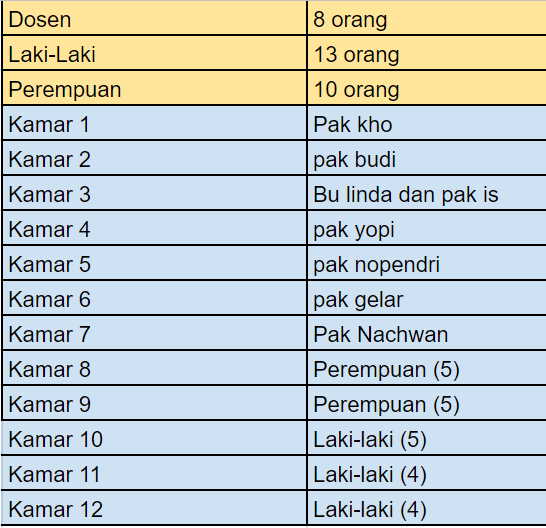 Dosen 8 orang
Laki-Laki 13 orang
Perempuan 10 orang
Kamar 1 Pak kho
Kamar 2 pak budi
Kamar 3 Bu linda dan pak is
Kamar 4 pak yopi
Kamar 5 pak nopendri
Kamar 6 pak gelar
Kamar 7 Pak Nachwan
Kamar 8 Perempuan (5)
Kamar 9 Perempuan (5)
Kamar 10 Laki-laki (5)
Kamar 11 Laki-laki (4)
Kamar 12 Laki-laki (4)